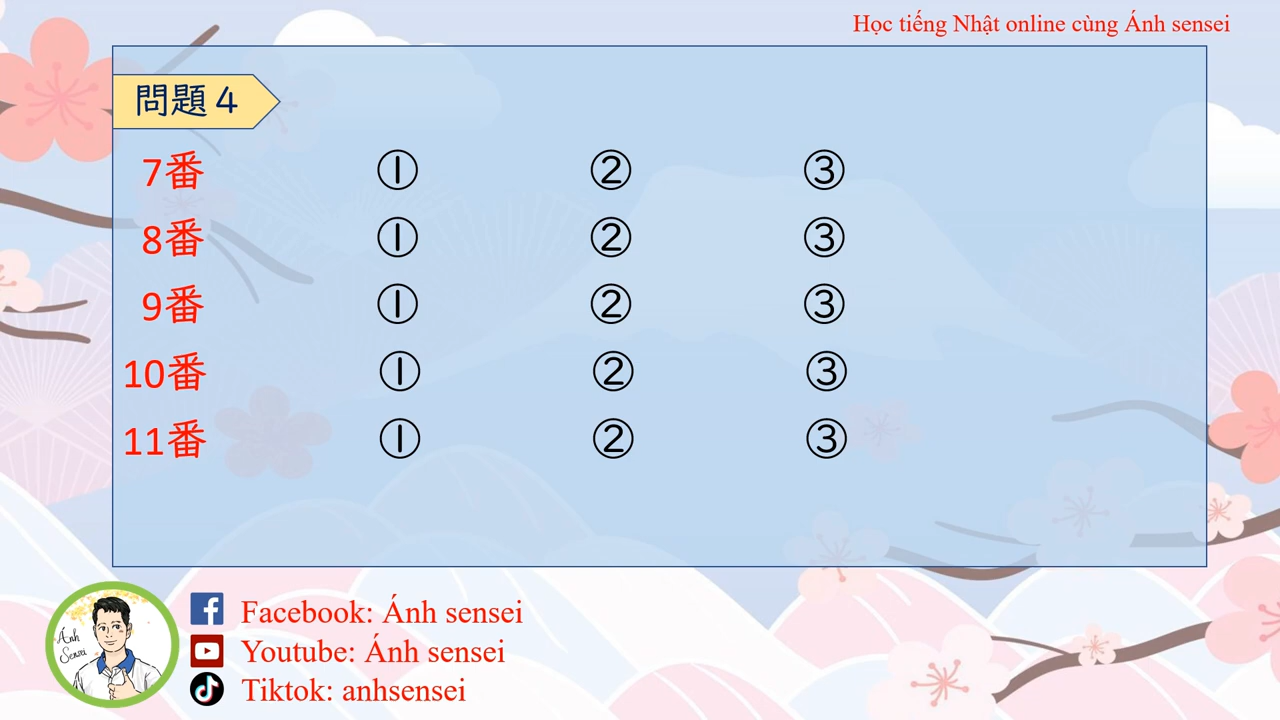 Học tiếng Nhật online cùng Ánh sensei
問題4
7番 ① ② ③
8番 ① ② ③
9番 ① ② ③
10番 ① ② ③
11番 ① ② ③
Ánh Sensei
Facebook: Ánh sensei
Youtube: Ánh sensei
Tiktok: anhsensei